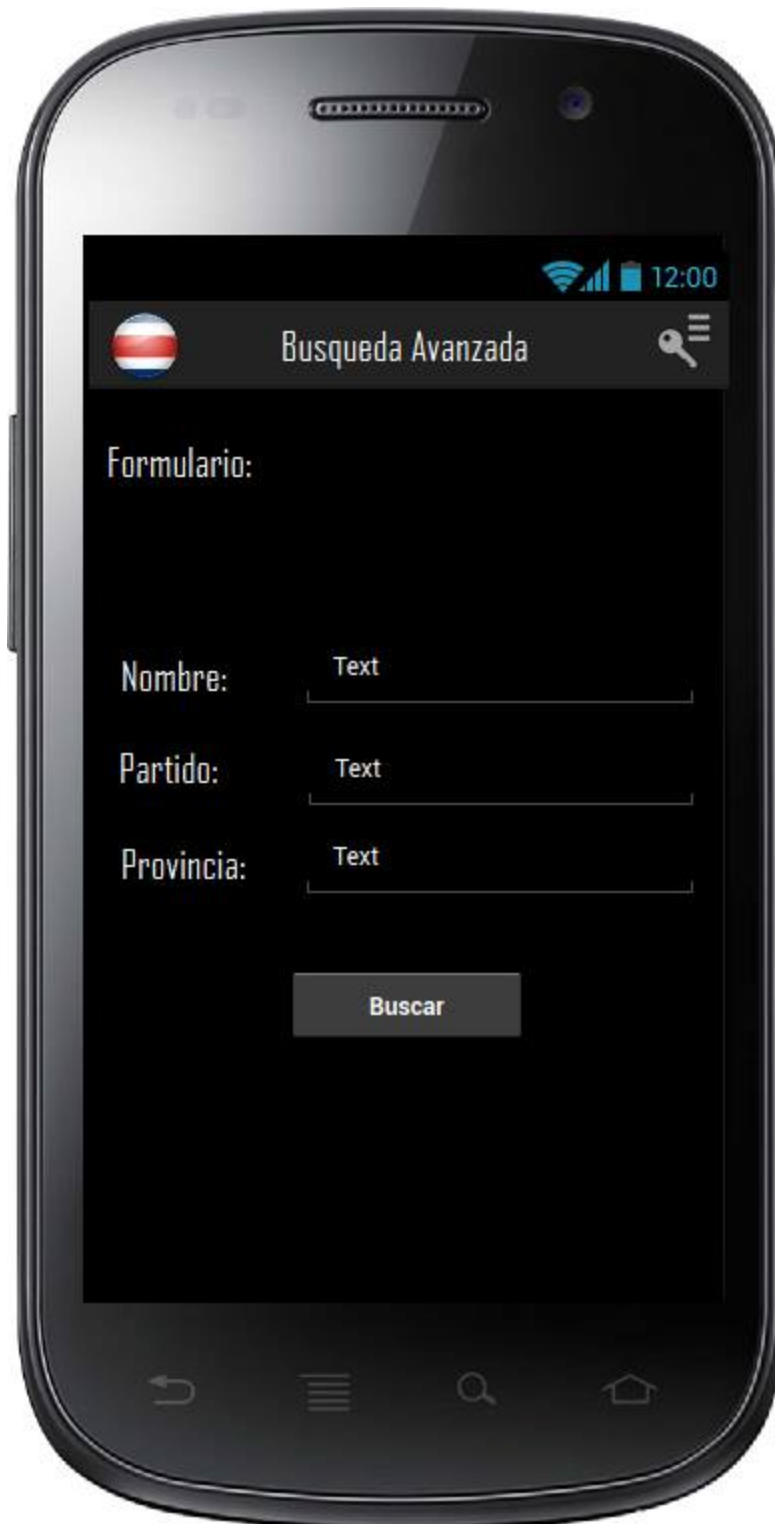 12:00
Busqueda Avanzada
Formulario:
Nombre: Text
Partido: Text
Provincia: Text
Buscar